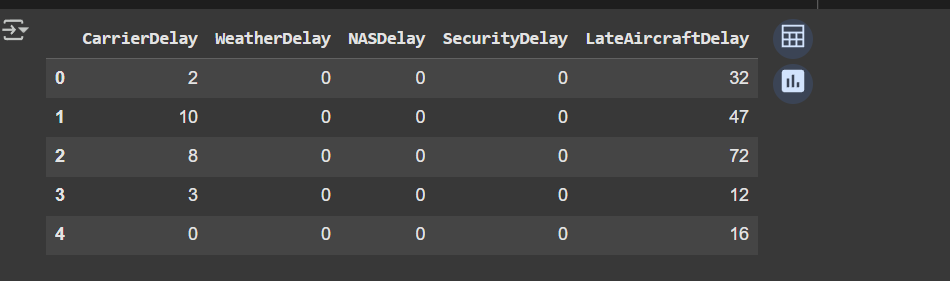 CarrierDelay WeatherDelay NASDelay SecurityDelay LateAircraftDelay
0 2 0 0 0 32
1 10 0 0 0 47
2 8 0 0 0 72
3 3 0 0 0 12
4 0 0 0 0 16